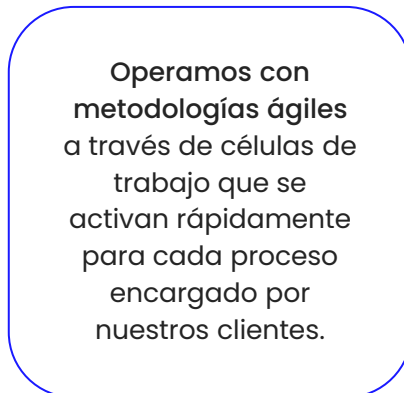 Operamos con
metodologías ágiles
a través de células de
trabajo que se
activan rápidamente
para cada proceso
encargado por
nuestros clientes.